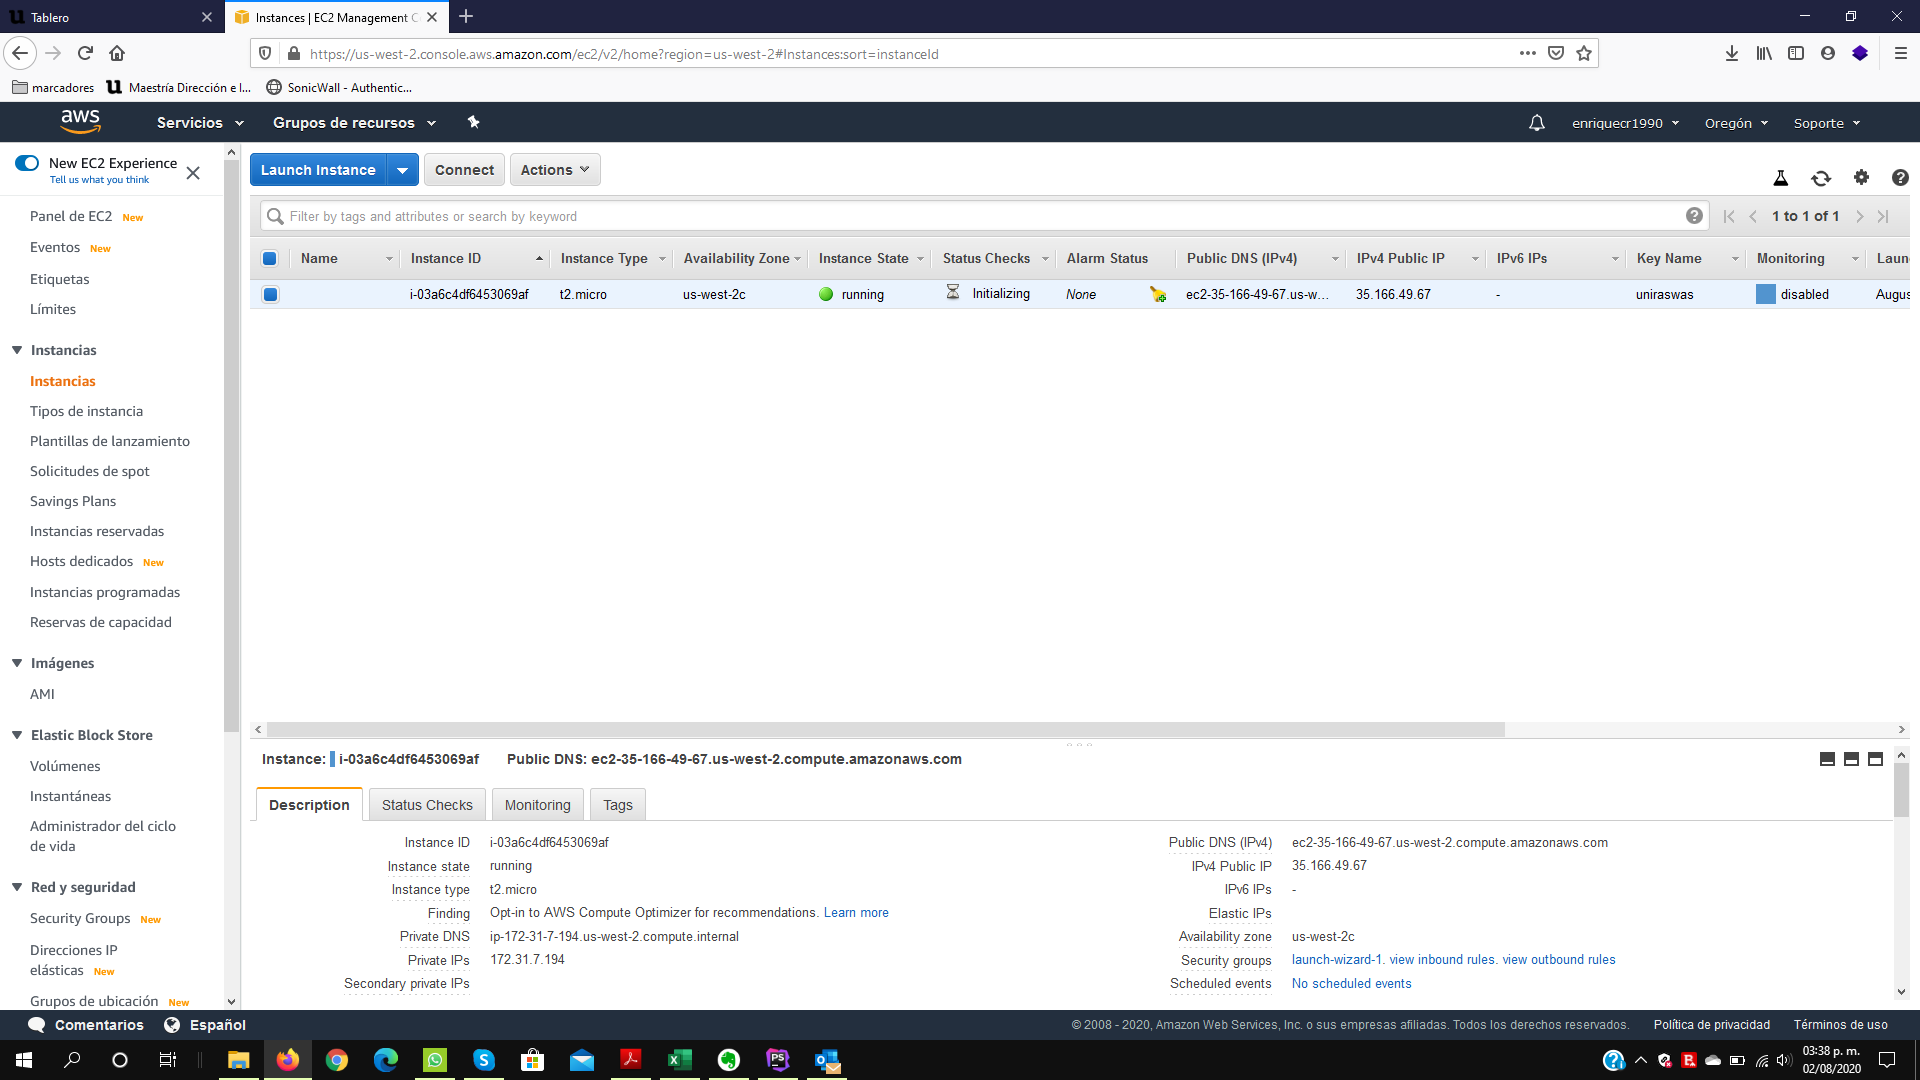 Tablero
Instances | EC2 Management C
https://us-west-2.console.aws.amazon.com/ec2/v2/home?region=us-west-2#Instances:sort=instanceId
marcadores
Maestría Dirección e I...
SonicWall - Authentic...
aws
Servicios
Grupos de recursos
enriquecr1990
Oregón
Soporte
New EC2 Experience
Tell us what you think
Panel de EC2 New
Eventos New
Etiquetas
Límites
Instancias
Instancias
Tipos de instancia
Plantillas de lanzamiento
Solicitudes de spot
Savings Plans
Instancias reservadas
Hosts dedicados New
Instancias programadas
Reservas de capacidad
Imágenes
AMI
Elastic Block Store
Volúmenes
Instantáneas
Administrador del ciclo
de vida
Red y seguridad
Security Groups New
Direcciones IP
elásticas New
Grupos de ubicación New
Launch Instance
Connect
Actions
Filter by tags and attributes or search by keyword
1 to 1 of 1
Name Instance ID Instance Type Availability Zone Instance State Status Checks Alarm Status Public DNS (IPv4) IPv4 Public IP IPv6 IPs Key Name Monitoring Laun
i-03a6c4df6453069af t2.micro us-west-2c running Initializing None ec2-35-166-49-67.us-w... 35.166.49.67 - uniraswas disabled Augus
Instance: i-03a6c4df6453069af Public DNS: ec2-35-166-49-67.us-west-2.compute.amazonaws.com
Description Status Checks Monitoring Tags
Instance ID i-03a6c4df6453069af
Instance state running
Instance type t2.micro
Finding Opt-in to AWS Compute Optimizer for recommendations. Learn more
Private DNS ip-172-31-7-194.us-west-2.compute.internal
Private IPs 172.31.7.194
Secondary private IPs
Public DNS (IPv4) ec2-35-166-49-67.us-west-2.compute.amazonaws.com
IPv4 Public IP 35.166.49.67
IPv6 IPs -
Elastic IPs
Availability zone us-west-2c
Security groups launch-wizard-1. view inbound rules. view outbound rules
Scheduled events No scheduled events
Comentarios
Español
© 2008 - 2020, Amazon Web Services, Inc. o sus empresas afiliadas. Todos los derechos reservados.
Política de privacidad
Términos de uso
03:38 p. m.
02/08/2020